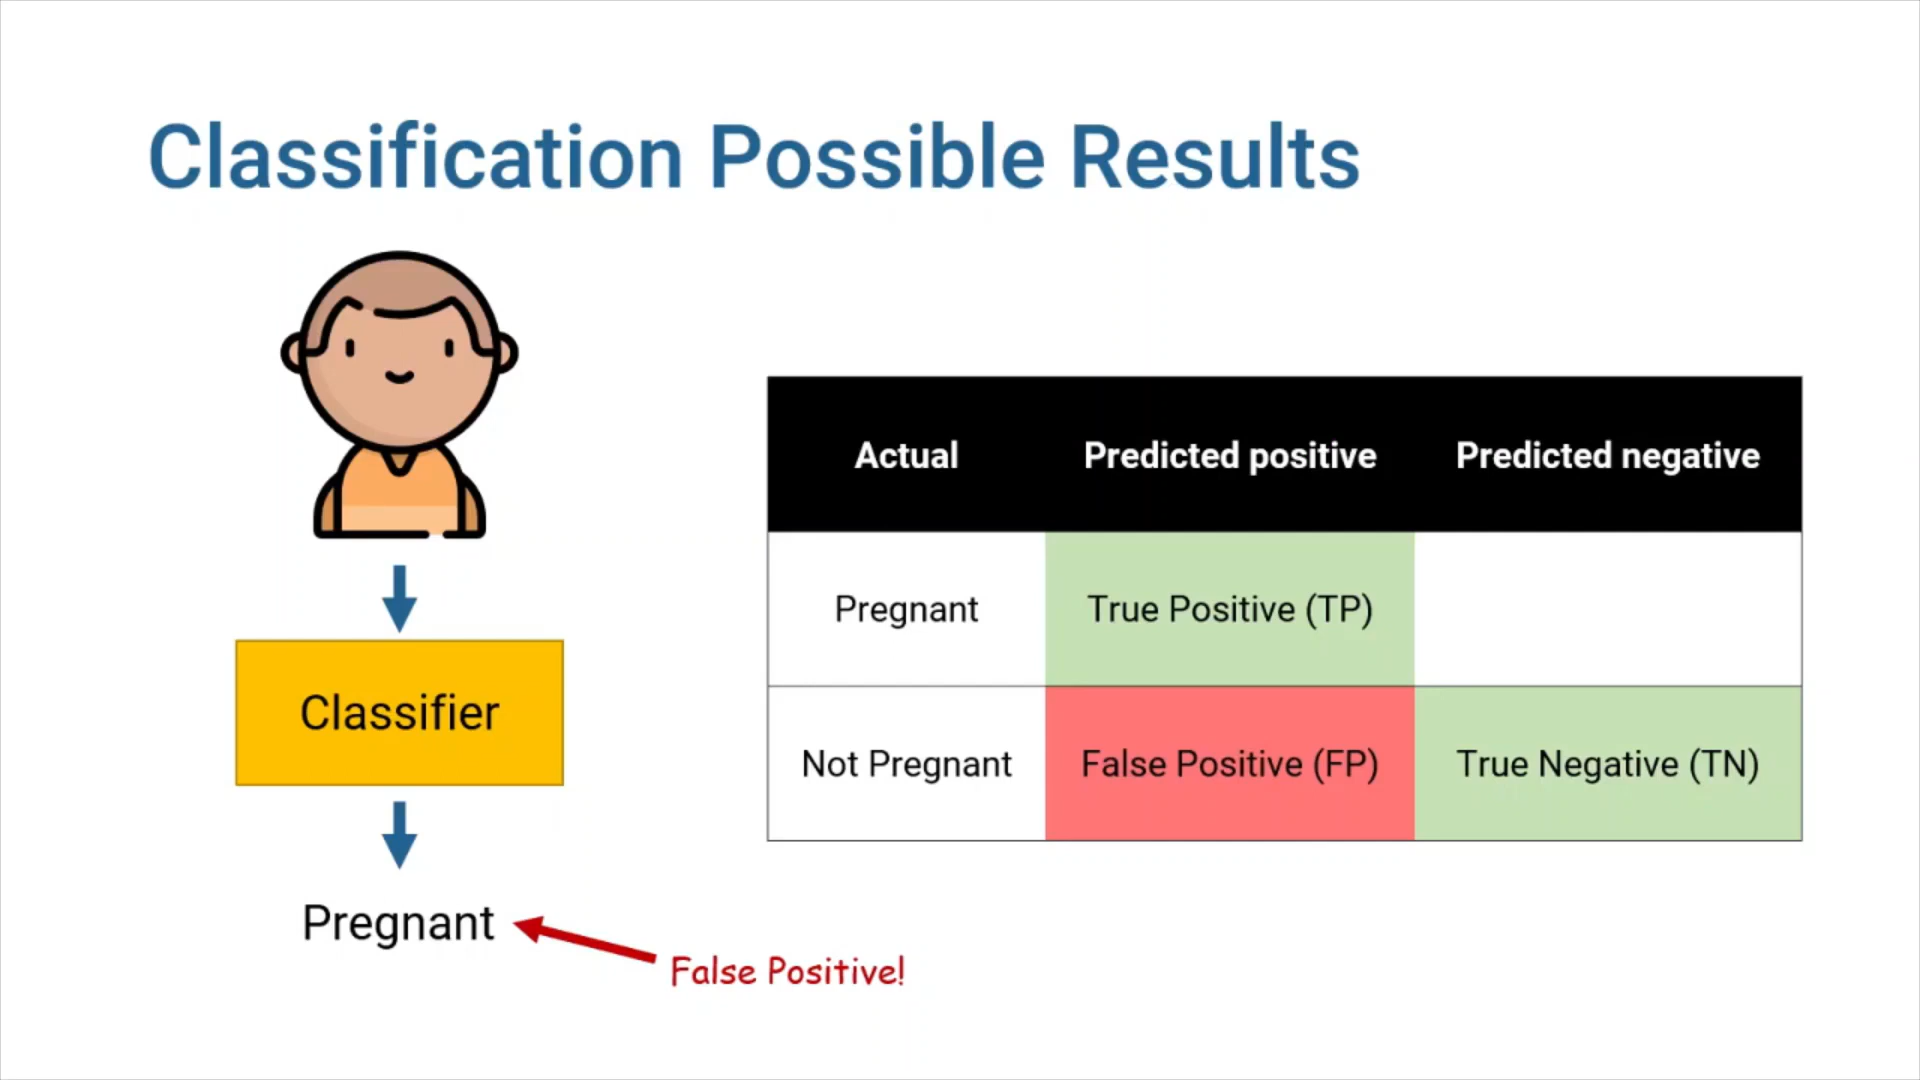 Classification Possible Results
Actual Predicted positive Predicted negative
Pregnant True Positive (TP)
Not Pregnant False Positive (FP) True Negative (TN)
Classifier
Pregnant
False Positive!